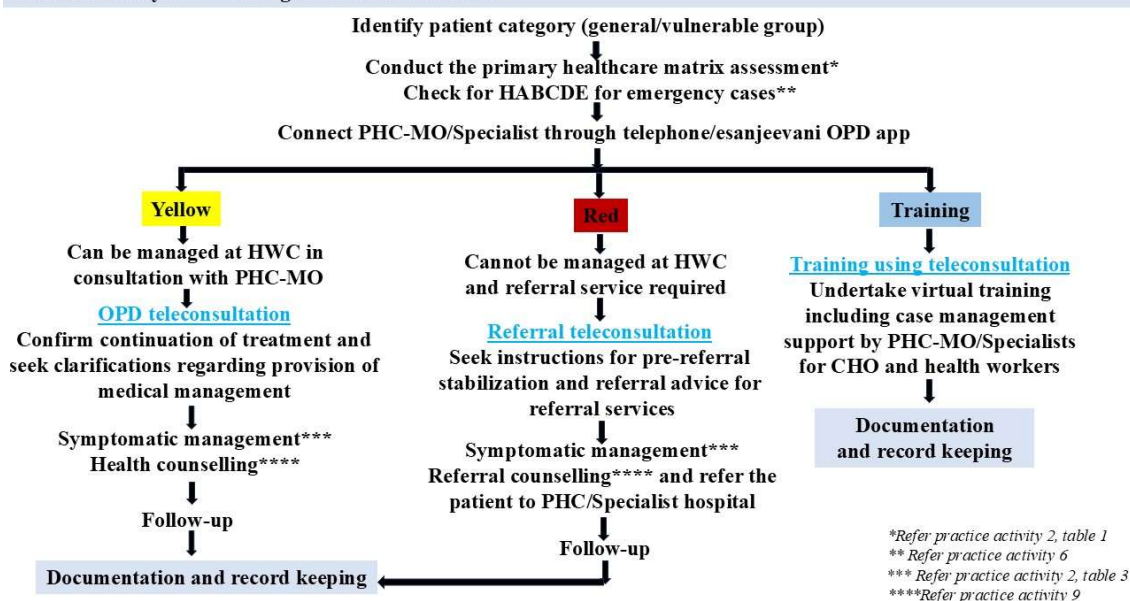 Identify patient category (general/vulnerable group)
Conduct the primary healthcare matrix assessment*
Check for HABCDE for emergency cases**
Connect PHC-MO/Specialist through telephone/esanjeevani OPD app
Yellow
Can be managed at HWC in
consultation with PHC-MO
OPD teleconsultation
Confirm continuation of treatment and
seek clarifications regarding provision of
medical management
Symptomatic management***
Health counselling****
Follow-up
Documentation and record keeping
Red
Cannot be managed at HWC
and referral service required
Referral teleconsultation
Seek instructions for pre-referral
stabilization and referral advice for
referral services
Symptomatic management***
Referral counselling**** and refer the
patient to PHC/Specialist hospital
Follow-up
Training
Training using teleconsultation
Undertake virtual training
including case management
support by PHC-MO/Specialists
for CHO and health workers
Documentation
and record keeping
*Refer practice activity 2, table 1
** Refer practice activity 6
*** Refer practice activity 2, table 3
****Refer practice activity 9